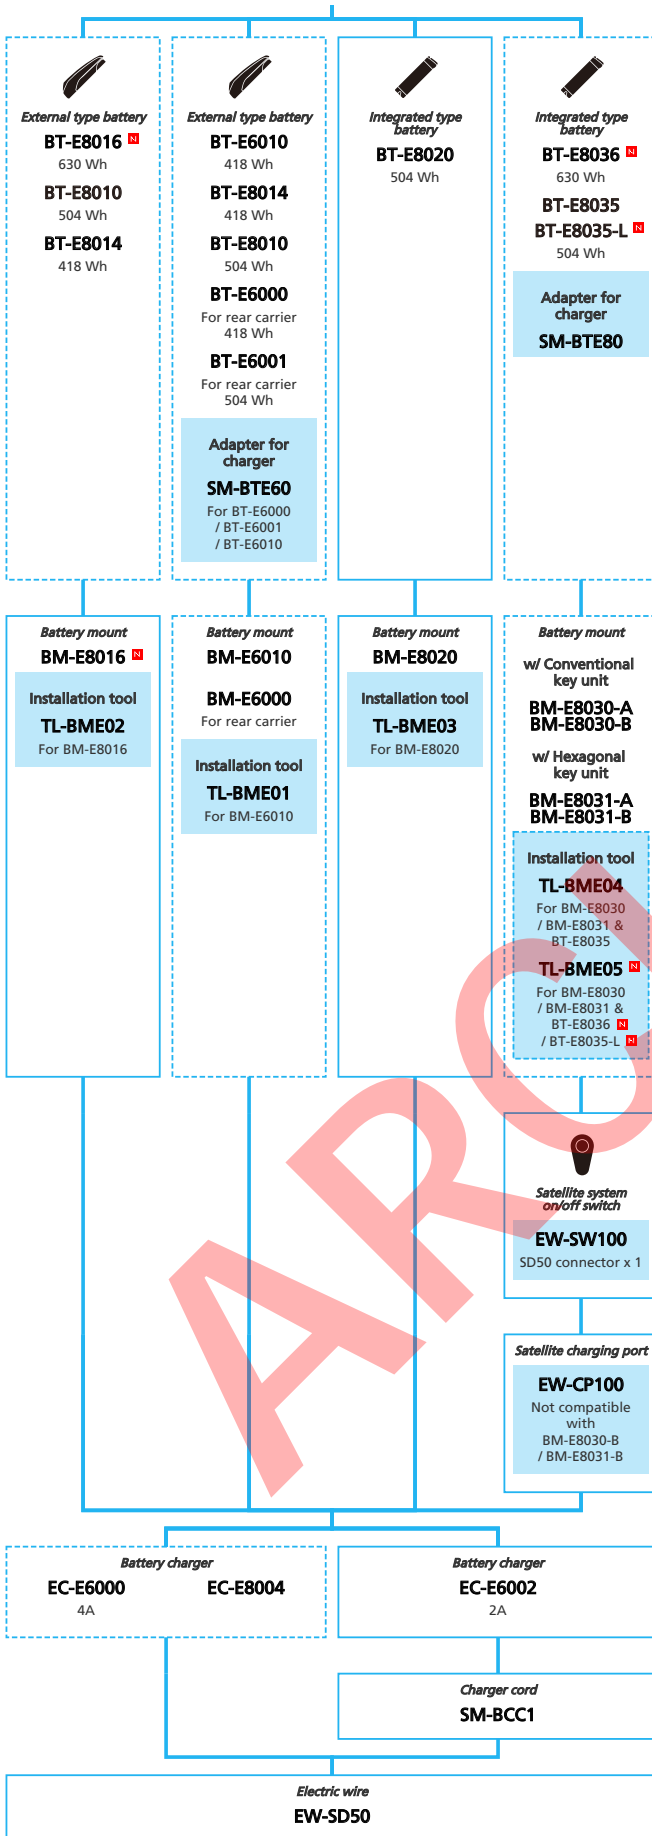 External type battery
BT-E8016 N
630 Wh
BT-E8010
504 Wh
BT-E8014
418 Wh
External type battery
BT-E6010
418 Wh
BT-E8014
418 Wh
BT-E8010
504 Wh
BT-E6000
For rear carrier
418 Wh
BT-E6001
For rear carrier
504 Wh
Adapter for
charger
SM-BTE60
For BT-E6000
/ BT-E6001
/ BT-E6010
Integrated type
battery
BT-E8020
504 Wh
Integrated type
battery
BT-E8036 N
630 Wh
BT-E8035
BT-E8035-L N
504 Wh
Adapter for
charger
SM-BTE80
Battery mount
BM-E8016 N
Installation tool
TL-BME02
For BM-E8016
Battery mount
BM-E6010
BM-E6000
For rear carrier
Installation tool
TL-BME01
For BM-E6010
Battery mount
BM-E8020
Installation tool
TL-BME03
For BM-E8020
Battery mount
w/ Conventional
key unit
BM-E8030-A
BM-E8030-B
w/ Hexagonal
key unit
BM-E8031-A
BM-E8031-B
Installation tool
TL-BME04
For BM-E8030
/ BM-E8031 &
BT-E8035
TL-BME05 N
For BM-E8030
/ BM-E8031 &
BT-E8036 N
/ BT-E8035-L N
Satellite system
on/off switch
EW-SW100
SD50 connector x 1
Satellite charging port
EW-CP100
Not compatible
with
BM-E8030-B
/ BM-E8031-B
Battery charger
EC-E6000 EC-E8004
4A
Battery charger
EC-E6002
2A
Charger cord
SM-BCC1
Electric wire
EW-SD50
ARC